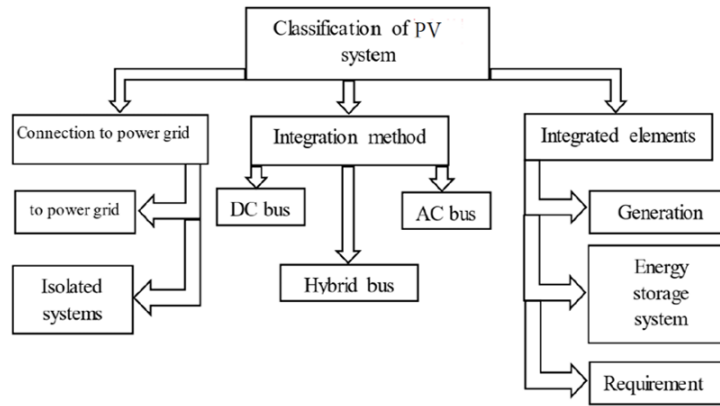 Classification of PV
system
Connection to power grid
Integration method
Integrated elements
to power grid
DC bus
AC bus
Generation
Isolated
systems
Hybrid bus
Energy
storage
system
Requirement